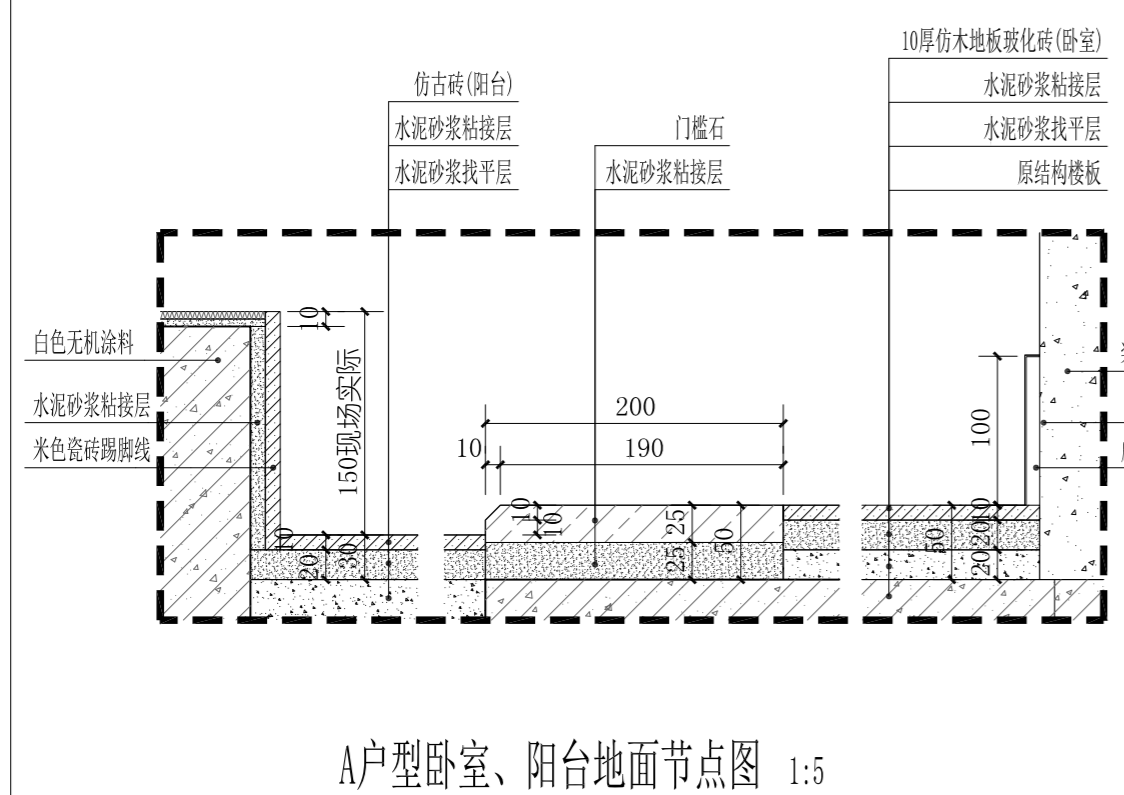 10厚仿木地板玻化砖(卧室)
水泥砂浆粘接层
水泥砂浆找平层
原结构楼板
仿古砖(阳台)
水泥砂浆粘接层
水泥砂浆找平层
门槛石
水泥砂浆粘接层
白色无机涂料
水泥砂浆粘接层
米色瓷砖踢脚线
10
150现场实际
10
20
30
200
10
190
10
10
25
25
50
100
50
10
20
20
A户型卧室、阳台地面节点图 1:5